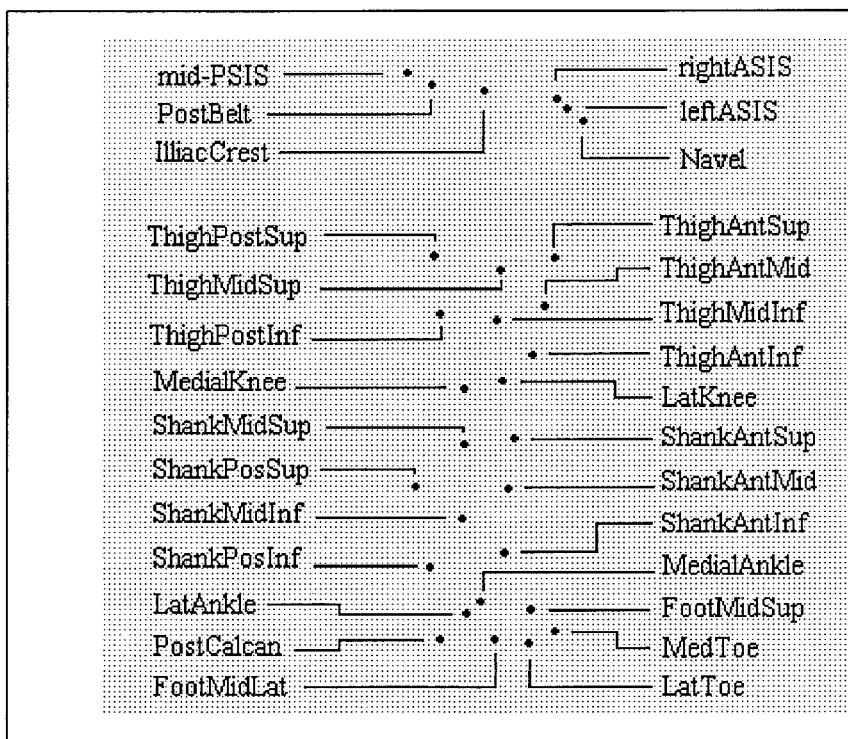 mid-PSIS
PostBelt
IlliacCrest
rightASIS
leftASIS
Navel
ThighPostSup
ThighMidSup
ThighPostInf
MedialKnee
ShankMidSup
ShankPosSup
ShankMidInf
ShankPosInf
LatAnkle
PostCalcan
FootMidLat
ThighAntSup
ThighAntMid
ThighMidInf
ThighAntInf
LatKnee
ShankAntSup
ShankAntMid
ShankAntInf
MedialAnkle
FootMidSup
MedToe
LatToe